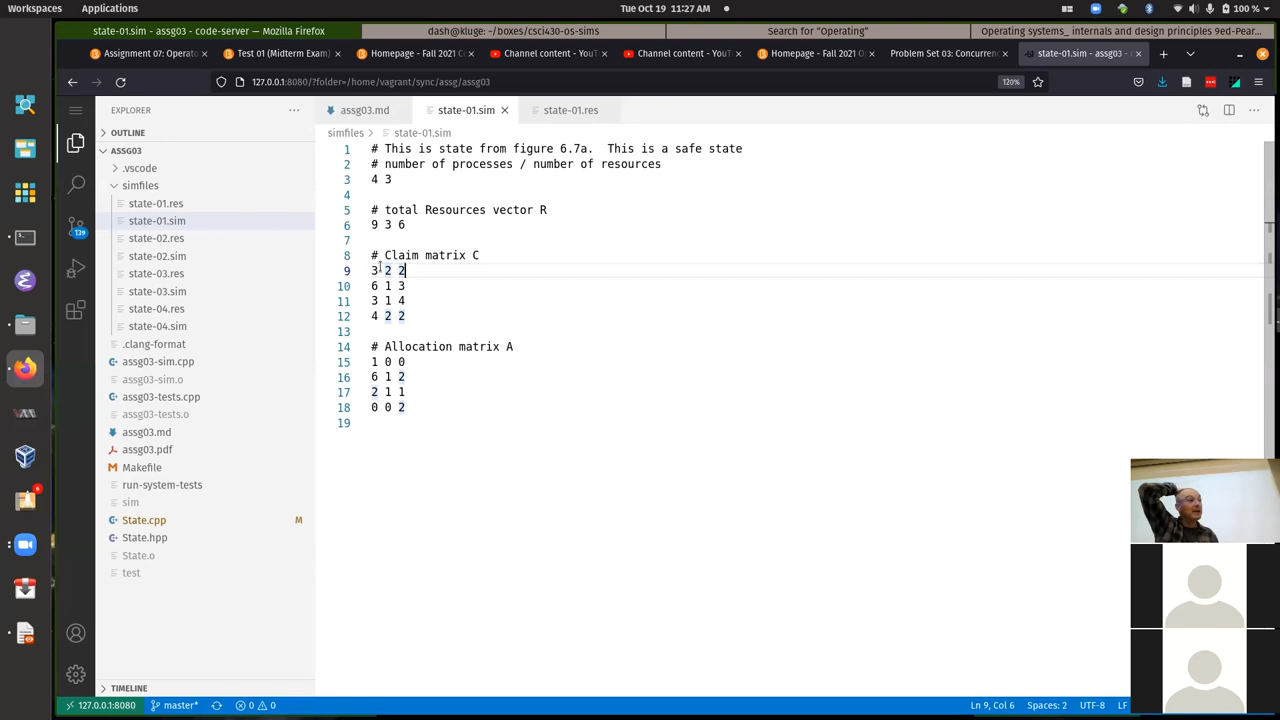 Workspaces Applications Tue Oct 19 11:27 AM 100 %
state-01.sim - assg03 - code-server — Mozilla Firefox
dash@kluge: ~/boxes/csci430-os-sims
Search for "Operating"
Operating systems_ internals and design principles 9ed-Pear...
Assignment 07: Operato
Test 01 (Midterm Exam)
Homepage - Fall 2021 Co
Channel content - YouTu
Channel content - YouTu
Homepage - Fall 2021 Op
Problem Set 03: Concurrenc
state-01.sim - assg03 - c
127.0.0.1:8080/?folder=/home/vagrant/sync/assg/assg03
120%
EXPLORER
OUTLINE
ASSG03
.vscode
simfiles
state-01.res
state-01.sim
state-02.res
state-02.sim
state-03.res
state-03.sim
state-04.res
state-04.sim
.clang-format
assg03-sim.cpp
assg03-sim.o
assg03-tests.cpp
assg03-tests.o
assg03.md
assg03.pdf
Makefile
run-system-tests
sim
State.cpp M
State.hpp
State.o
test
TIMELINE
139
6
assg03.md state-01.sim state-01.res
simfiles > state-01.sim
1 # This is state from figure 6.7a. This is a safe state
2 # number of processes / number of resources
3 4 3
4
5 # total Resources vector R
6 9 3 6
7
8 # Claim matrix C
9 3 2 2
10 6 1 3
11 3 1 4
12 4 2 2
13
14 # Allocation matrix A
15 1 0 0
16 6 1 2
17 2 1 1
18 0 0 2
19
127.0.0.1:8080 master* 0 0 Ln 9, Col 6 Spaces: 2 UTF-8 LF